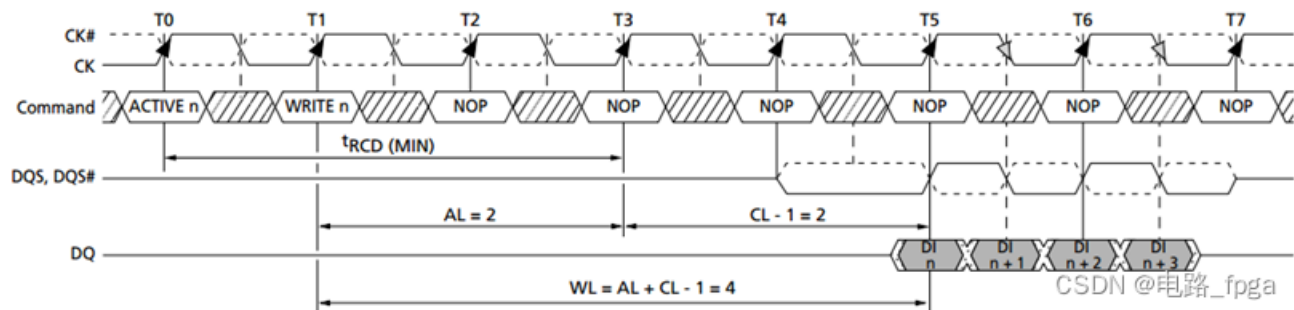 T0 T1 T2 T3 T4 T5 T6 T7
CK#
CK
Command ACTIVE n WRITE n NOP NOP NOP NOP NOP NOP
tRCD (MIN)
DQS, DQS#
AL = 2 CL - 1 = 2
DQ DI n DI n + 1 DI n + 2 DI n + 3
WL = AL + CL - 1 = 4
CSDN @电路_fpga